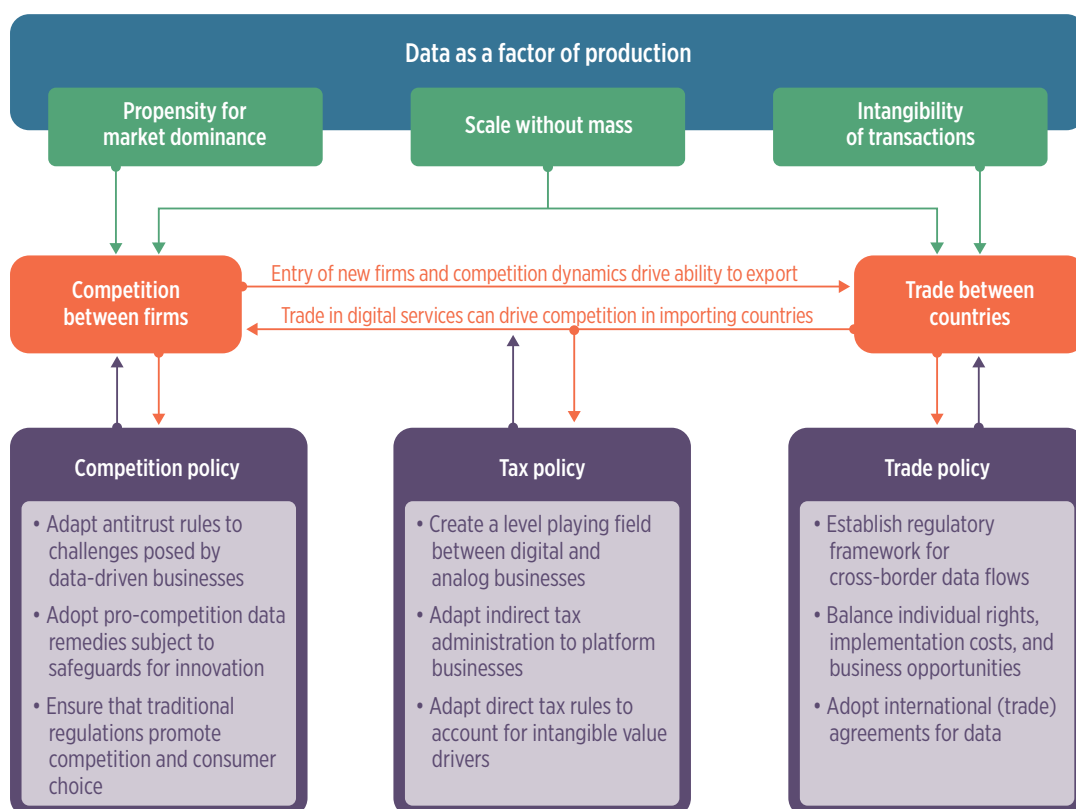 Data as a factor of production
Propensity for
market dominance
Scale without mass
Intangibility
of transactions
Competition
between firms
Entry of new firms and competition dynamics drive ability to export
Trade in digital services can drive competition in importing countries
Trade between
countries
Competition policy
• Adapt antitrust rules to
challenges posed by
data-driven businesses
• Adopt pro-competition data
remedies subject to
safeguards for innovation
• Ensure that traditional
regulations promote
competition and consumer
choice
Tax policy
• Create a level playing field
between digital and
analog businesses
• Adapt indirect tax
administration to platform
businesses
• Adapt direct tax rules to
account for intangible value
drivers
Trade policy
• Establish regulatory
framework for
cross-border data flows
• Balance individual rights,
implementation costs, and
business opportunities
• Adopt international (trade)
agreements for data